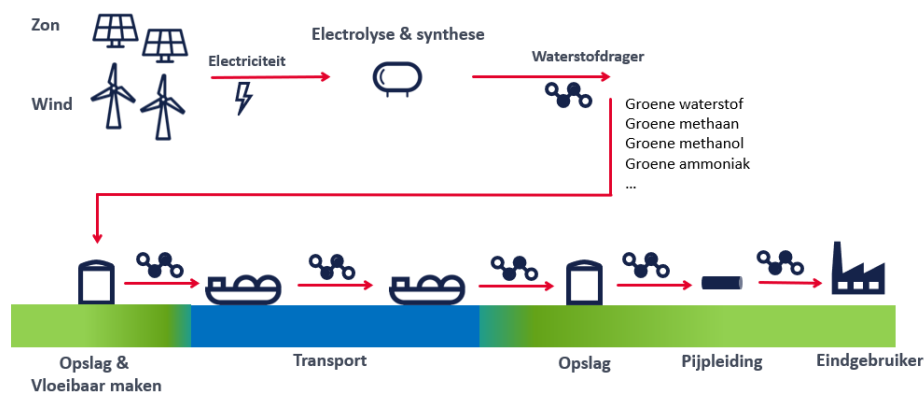 Zon
Electrolyse & synthese
Electriciteit
Waterstofdrager
Wind
Groene waterstof
Groene methaan
Groene methanol
Groene ammoniak
...
Opslag &
Vloeibaar maken
Transport
Opslag
Pijpleiding
Eindgebruiker